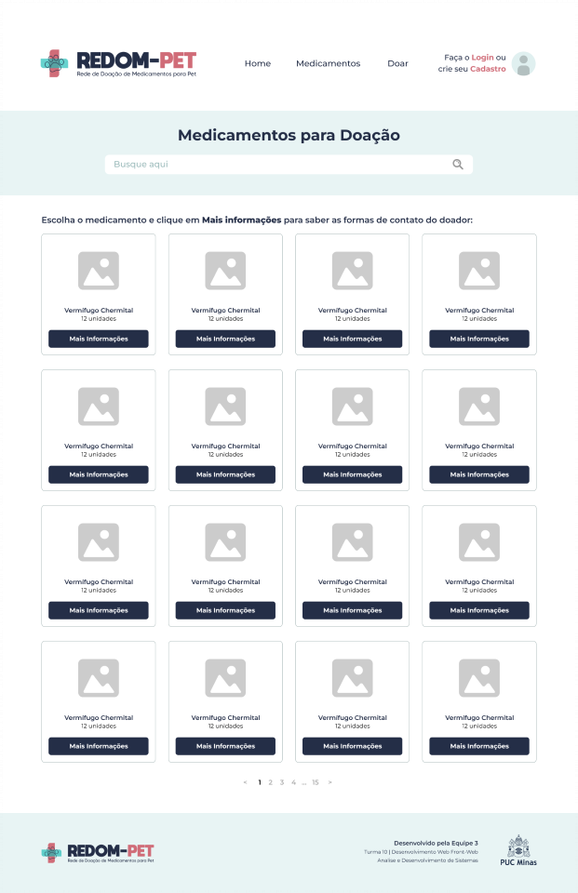 REDOM-PET
Rede de Doação de Medicamentos para Pet
Home Medicamentos Doar
Faça o Login ou
crie seu Cadastro
Medicamentos para Doação
Busque aqui
Escolha o medicamento e clique em Mais informações para saber as formas de contato do doador:
Vermífugo Chermital Vermífugo Chermital Vermífugo Chermital Vermífugo Chermital
12 unidades 12 unidades 12 unidades 12 unidades
Mais Informações Mais Informações Mais Informações Mais Informações
Vermífugo Chermital Vermífugo Chermital Vermífugo Chermital Vermífugo Chermital
12 unidades 12 unidades 12 unidades 12 unidades
Mais Informações Mais Informações Mais Informações Mais Informações
Vermífugo Chermital Vermífugo Chermital Vermífugo Chermital Vermífugo Chermital
12 unidades 12 unidades 12 unidades 12 unidades
Mais Informações Mais Informações Mais Informações Mais Informações
Vermífugo Chermital Vermífugo Chermital Vermífugo Chermital Vermífugo Chermital
12 unidades 12 unidades 12 unidades 12 unidades
Mais Informações Mais Informações Mais Informações Mais Informações
< 1 2 3 4 ... 15 >
REDOM-PET
Rede de Doação de Medicamentos para Pet
Desenvolvido pela Equipe 3
Turma 10 | Desenvolvimento Web Front-Web
Analise e Desenvolvimento de Sistemas
PUC Minas